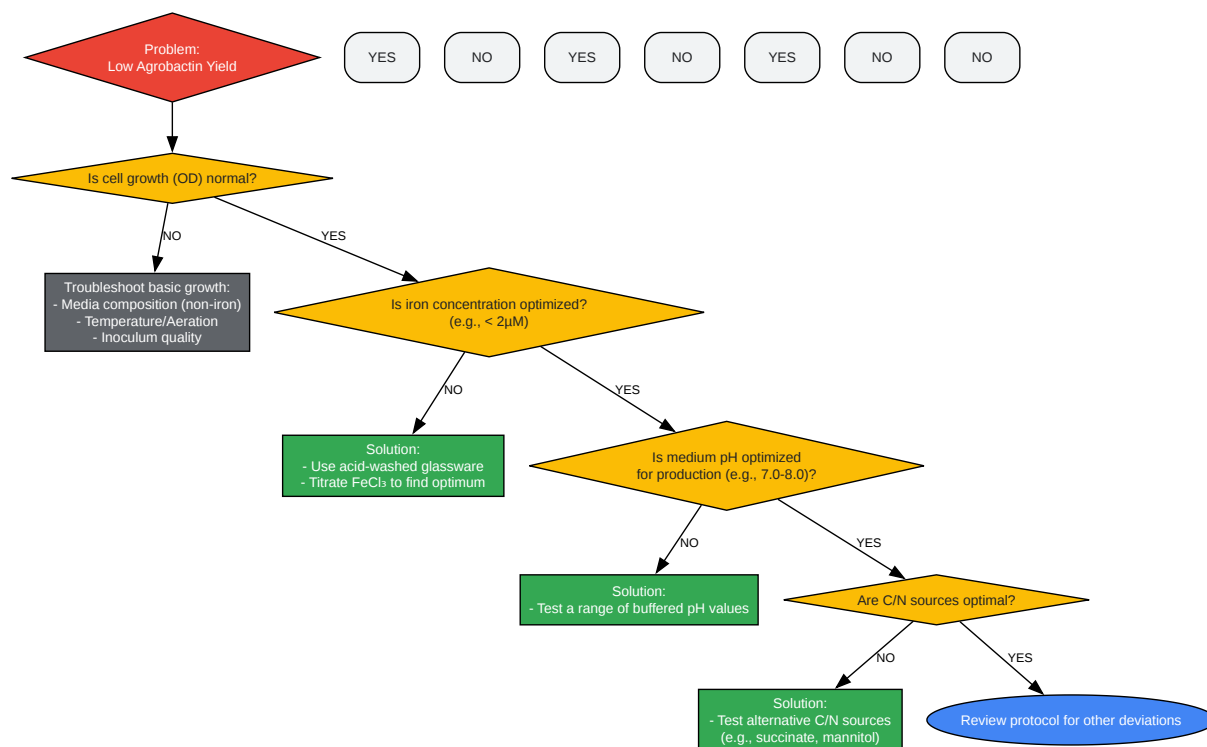 Problem:
Low Agrobactin Yield
YES
NO
YES
NO
YES
NO
NO
Is cell growth (OD) normal?
NO
YES
Troubleshoot basic growth:
- Media composition (non-iron)
- Temperature/Aeration
- Inoculum quality
Is iron concentration optimized?
(e.g., < 2µM)
NO
YES
Solution:
- Use acid-washed glassware
- Titrate FeCl₃ to find optimum
Is medium pH optimized
for production (e.g., 7.0-8.0)?
NO
YES
Solution:
- Test a range of buffered pH values
Are C/N sources optimal?
NO
YES
Solution:
- Test alternative C/N sources
(e.g., succinate, mannitol)
Review protocol for other deviations